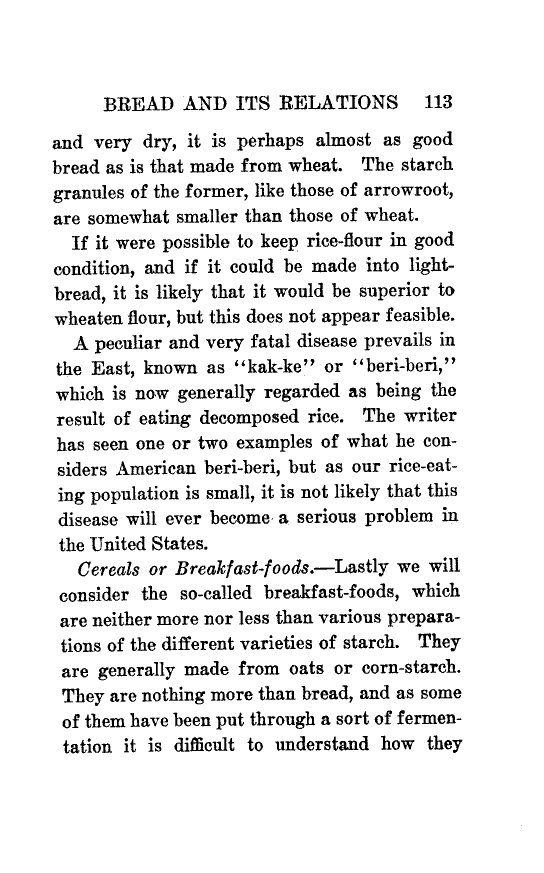 BREAD AND ITS RELATIONS 113
and very dry, it is perhaps almost as good
bread as is that made from wheat. The starch
granules of the former, like those of arrowroot,
are somewhat smaller than those of wheat.
If it were possible to keep rice-flour in good
condition, and if it could be made into light-
bread, it is likely that it would be superior to
wheaten flour, but this does not appear feasible.
A peculiar and very fatal disease prevails in
the East, known as "kak-ke" or "beri-beri,"
which is now generally regarded as being the
result of eating decomposed rice. The writer
has seen one or two examples of what he con-
siders American beri-beri, but as our rice-eat-
ing population is small, it is not likely that this
disease will ever become a serious problem in
the United States.
Cereals or Breakfast-foods.—Lastly we will
consider the so-called breakfast-foods, which
are neither more nor less than various prepara-
tions of the different varieties of starch. They
are generally made from oats or corn-starch.
They are nothing more than bread, and as some
of them have been put through a sort of fermen-
tation it is difficult to understand how they